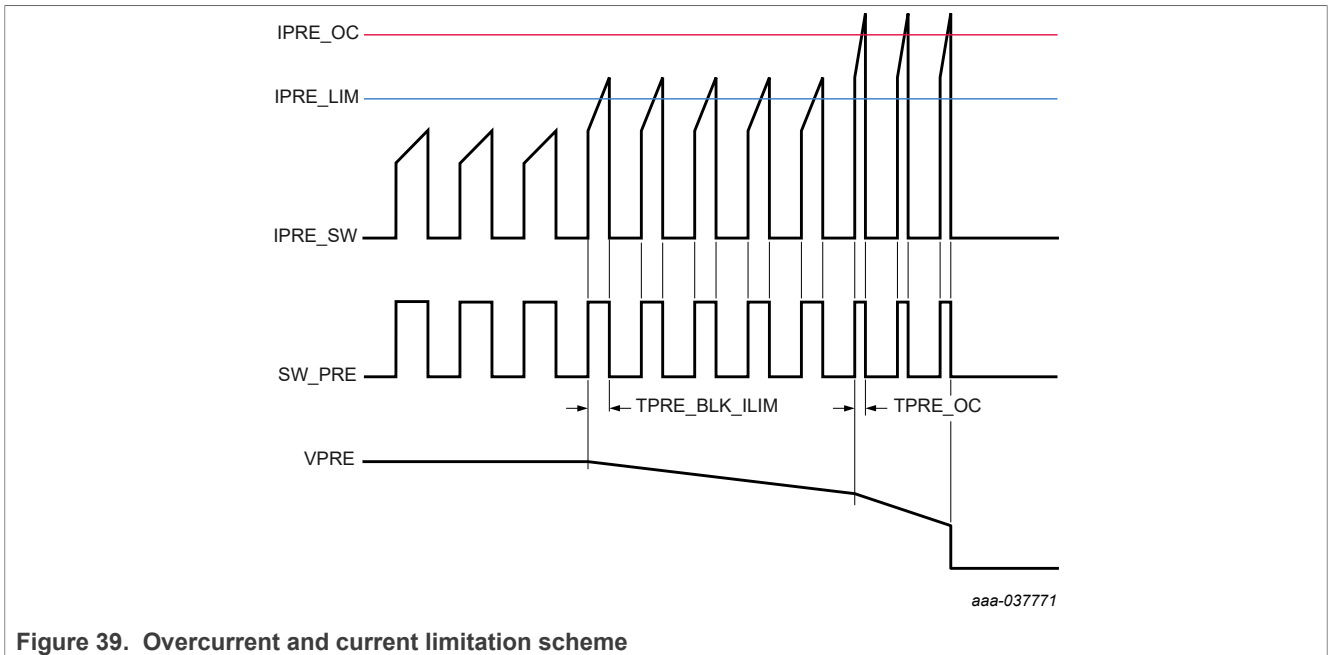 IPRE_OC
IPRE_LIM
IPRE_SW
SW_PRE
TPRE_BLK_ILIM
TPRE_OC
VPRE
aaa-037771
Figure 39. Overcurrent and current limitation scheme